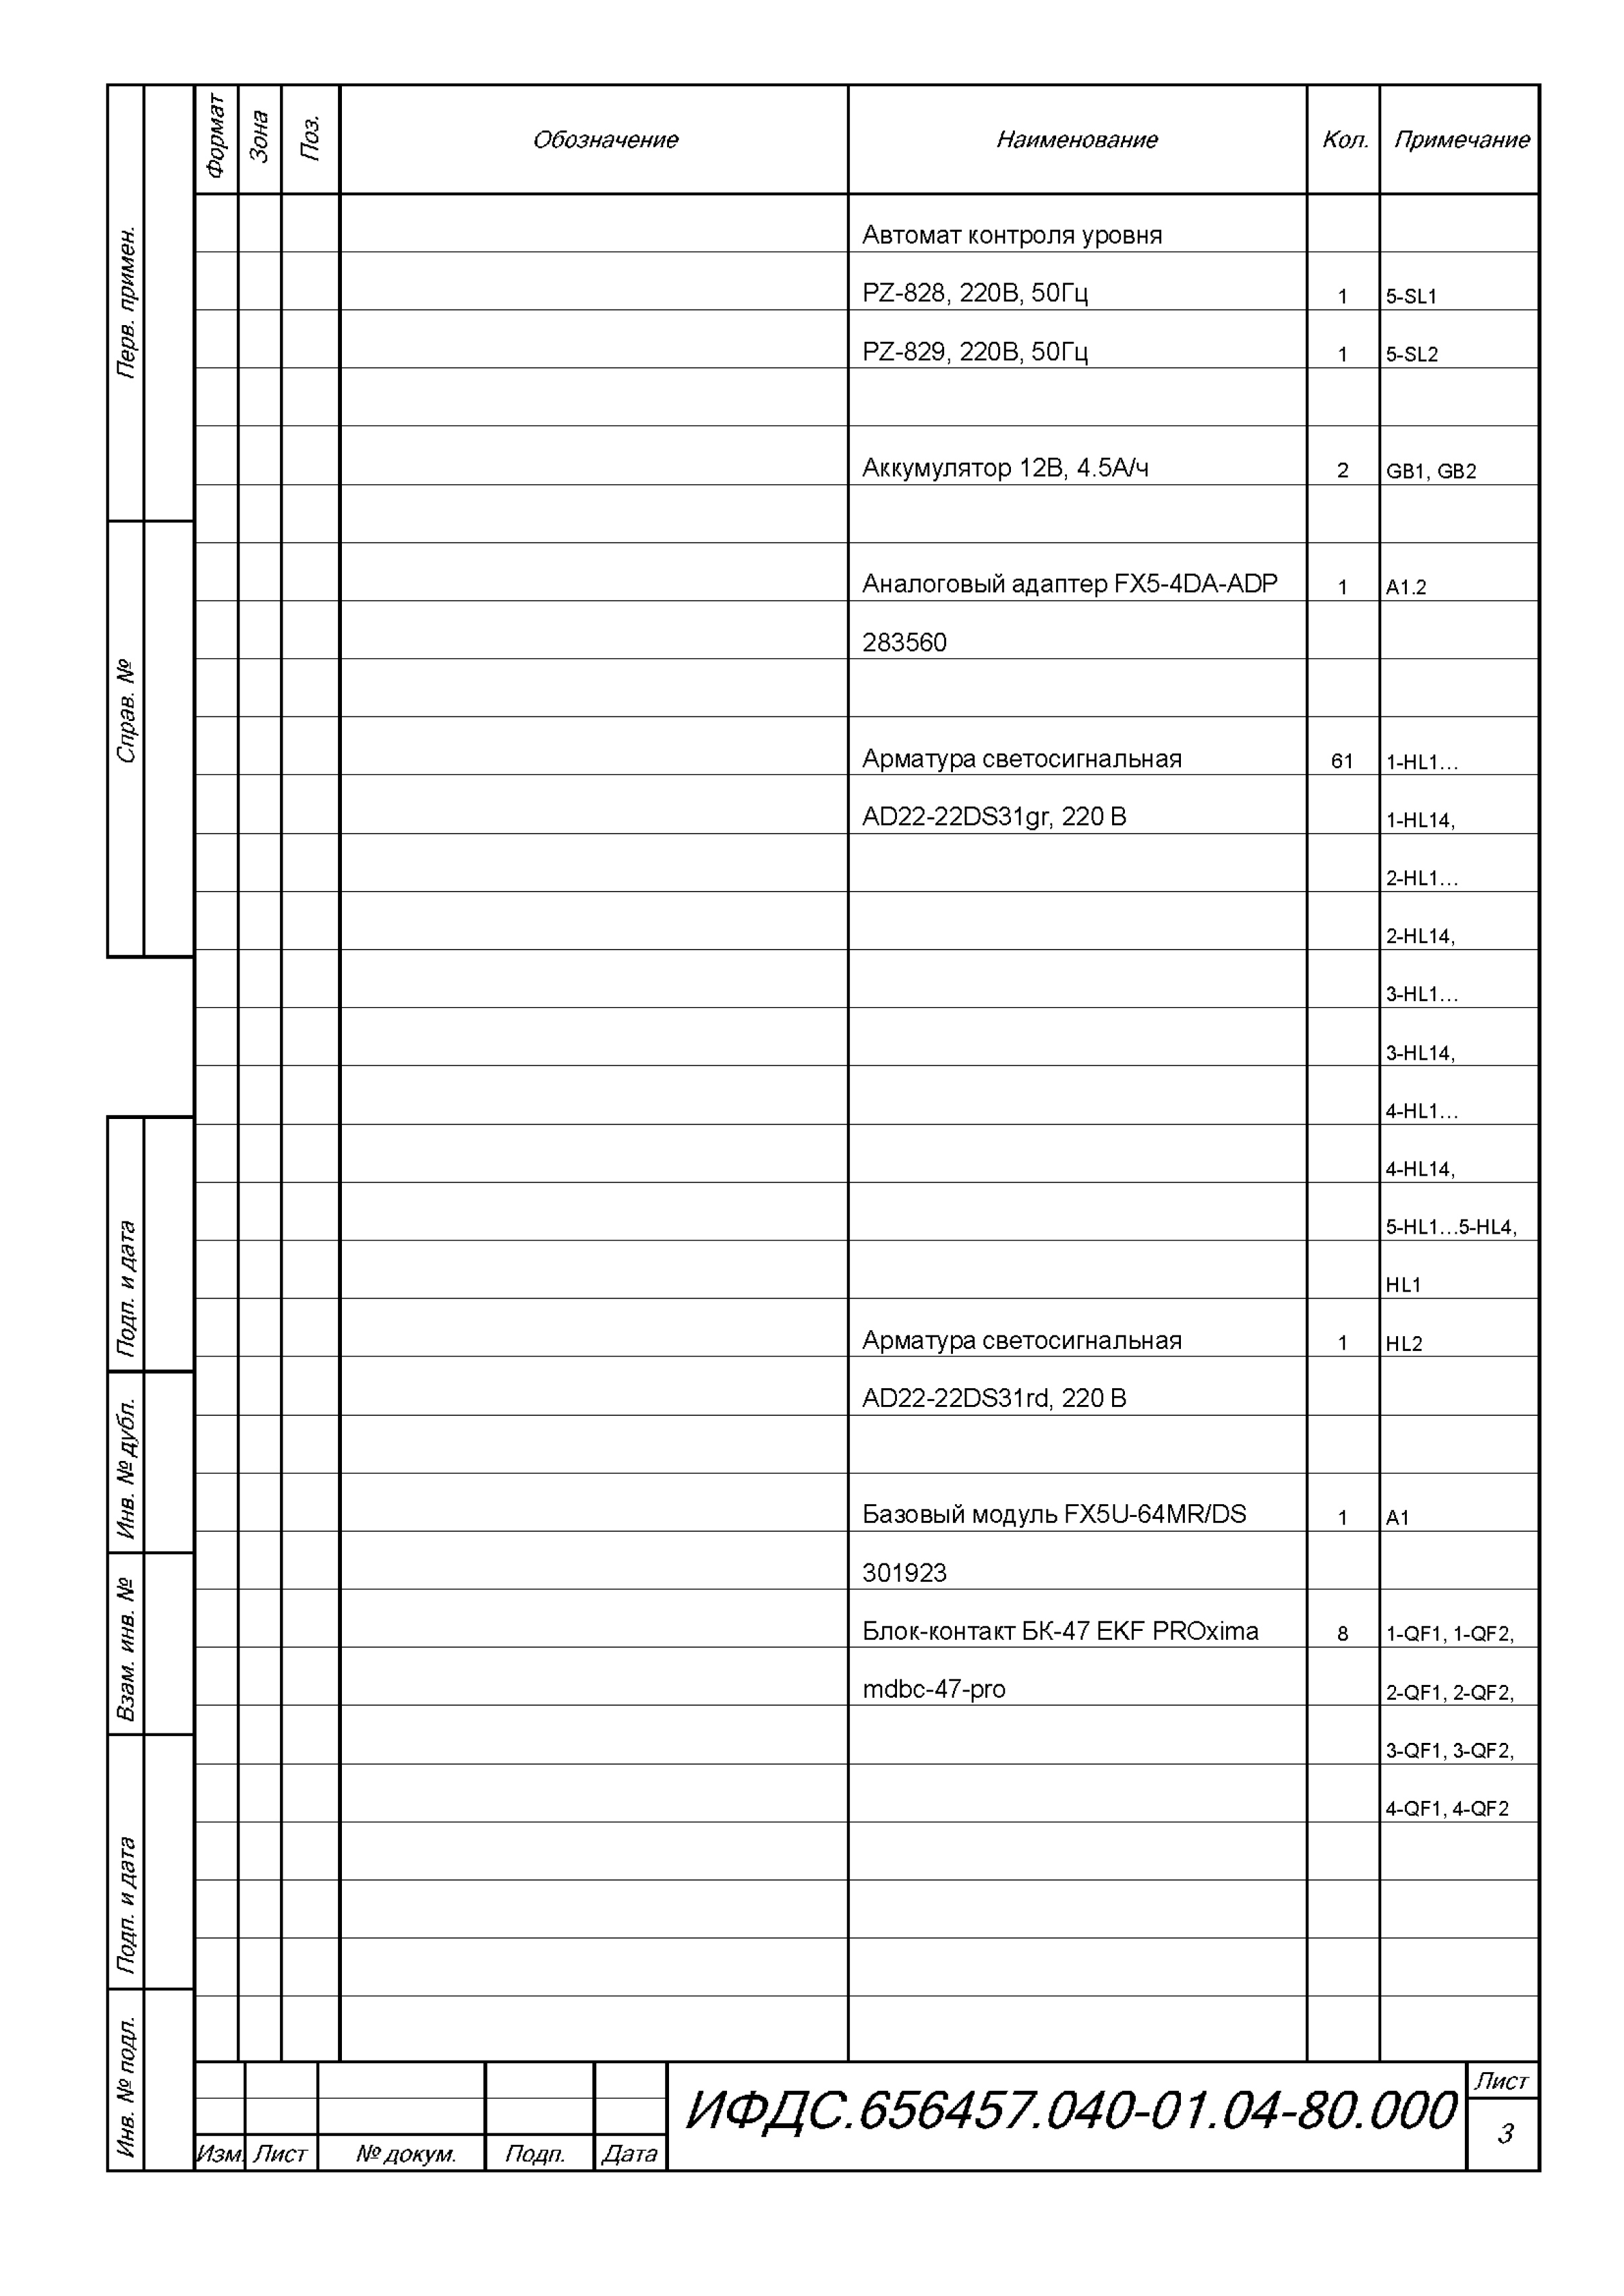 Формат Зона Поз. Обозначение Наименование Кол. Примечание
Автомат контроля уровня
PZ-828, 220В, 50Гц 1 5-SL1
PZ-829, 220В, 50Гц 1 5-SL2
Аккумулятор 12В, 4.5А/ч 2 GB1, GB2
Аналоговый адаптер FX5-4DA-ADP 1 A1.2
283560
Арматура светосигнальная 61 1-HL1...
AD22-22DS31gr, 220 В 1-HL14,
2-HL1...
2-HL14,
3-HL1...
3-HL14,
4-HL1...
4-HL14,
5-HL1...5-HL4,
HL1
Арматура светосигнальная 1 HL2
AD22-22DS31rd, 220 В
Базовый модуль FX5U-64MR/DS 1 A1
301923
Блок-контакт БК-47 EKF PROxima 8 1-QF1, 1-QF2,
mdbc-47-pro 2-QF1, 2-QF2,
3-QF1, 3-QF2,
4-QF1, 4-QF2
Перв. примен.
Справ. №
Подп. и дата
Инв. № дубл.
Взам. инв. №
Подп. и дата
Инв. № подл.
Изм. Лист № докум. Подп. Дата
ИФДС.656457.040-01.04-80.000
Лист
3